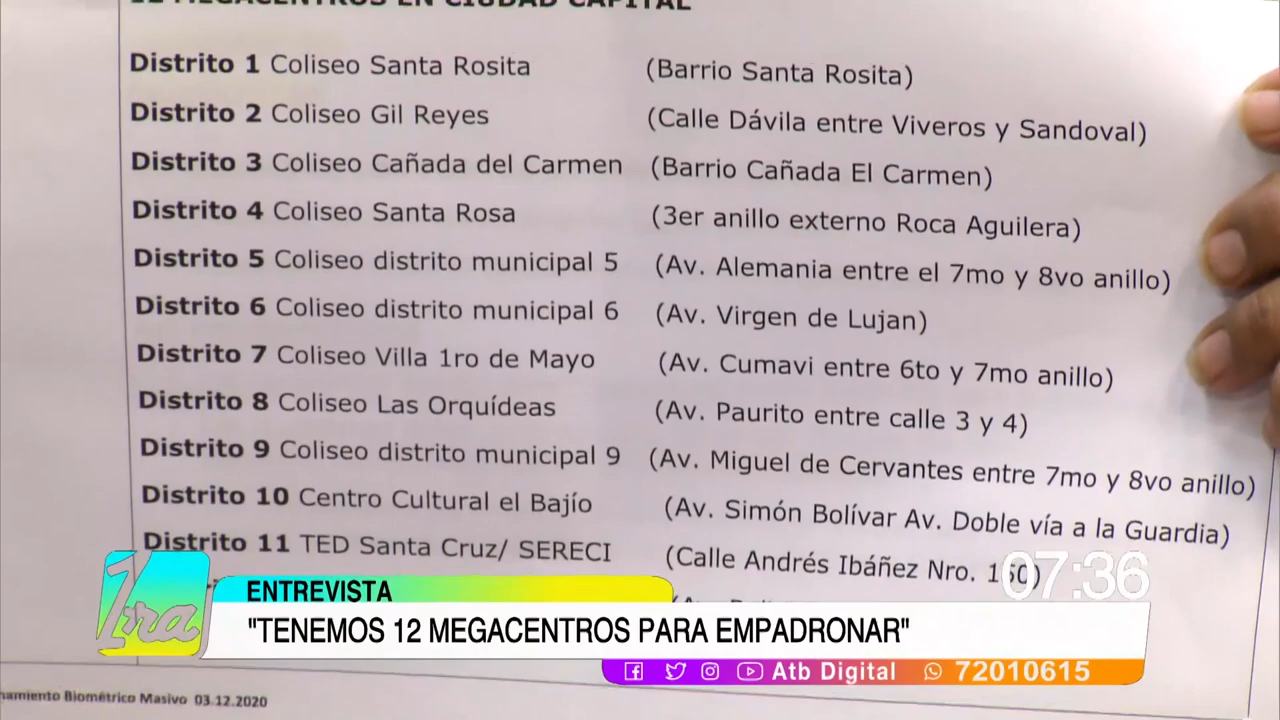 12 MEGACENTROS EN CIUDAD CAPITAL
Distrito 1 Coliseo Santa Rosita (Barrio Santa Rosita)
Distrito 2 Coliseo Gil Reyes (Calle Dávila entre Viveros y Sandoval)
Distrito 3 Coliseo Cañada del Carmen (Barrio Cañada El Carmen)
Distrito 4 Coliseo Santa Rosa (3er anillo externo Roca Aguilera)
Distrito 5 Coliseo distrito municipal 5 (Av. Alemania entre el 7mo y 8vo anillo)
Distrito 6 Coliseo distrito municipal 6 (Av. Virgen de Lujan)
Distrito 7 Coliseo Villa 1ro de Mayo (Av. Cumavi entre 6to y 7mo anillo)
Distrito 8 Coliseo Las Orquídeas (Av. Paurito entre calle 3 y 4)
Distrito 9 Coliseo distrito municipal 9 (Av. Miguel de Cervantes entre 7mo y 8vo anillo)
Distrito 10 Centro Cultural el Bajío (Av. Simón Bolívar Av. Doble vía a la Guardia)
Distrito 11 TED Santa Cruz/ SERECI (Calle Andrés Ibáñez Nro. 150)
07:36
1ra
ENTREVISTA
"TENEMOS 12 MEGACENTROS PARA EMPADRONAR"
Atb Digital 72010615
Biométrico Masivo 03.12.2020